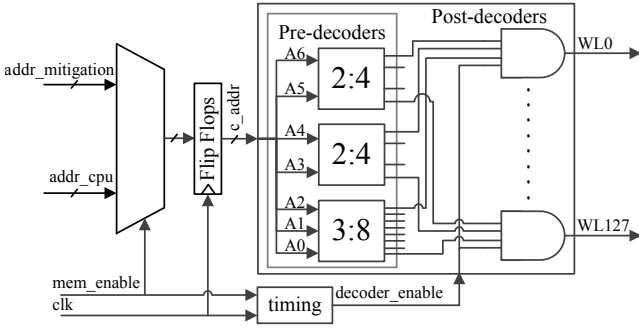 Pre-decoders
Post-decoders
addr_mitigation
addr_cpu
Flip Flops
c_addr
A6
A5
2:4
A4
A3
2:4
A2
A1
A0
3:8
WL0
WL127
mem_enable
clk
timing
decoder_enable